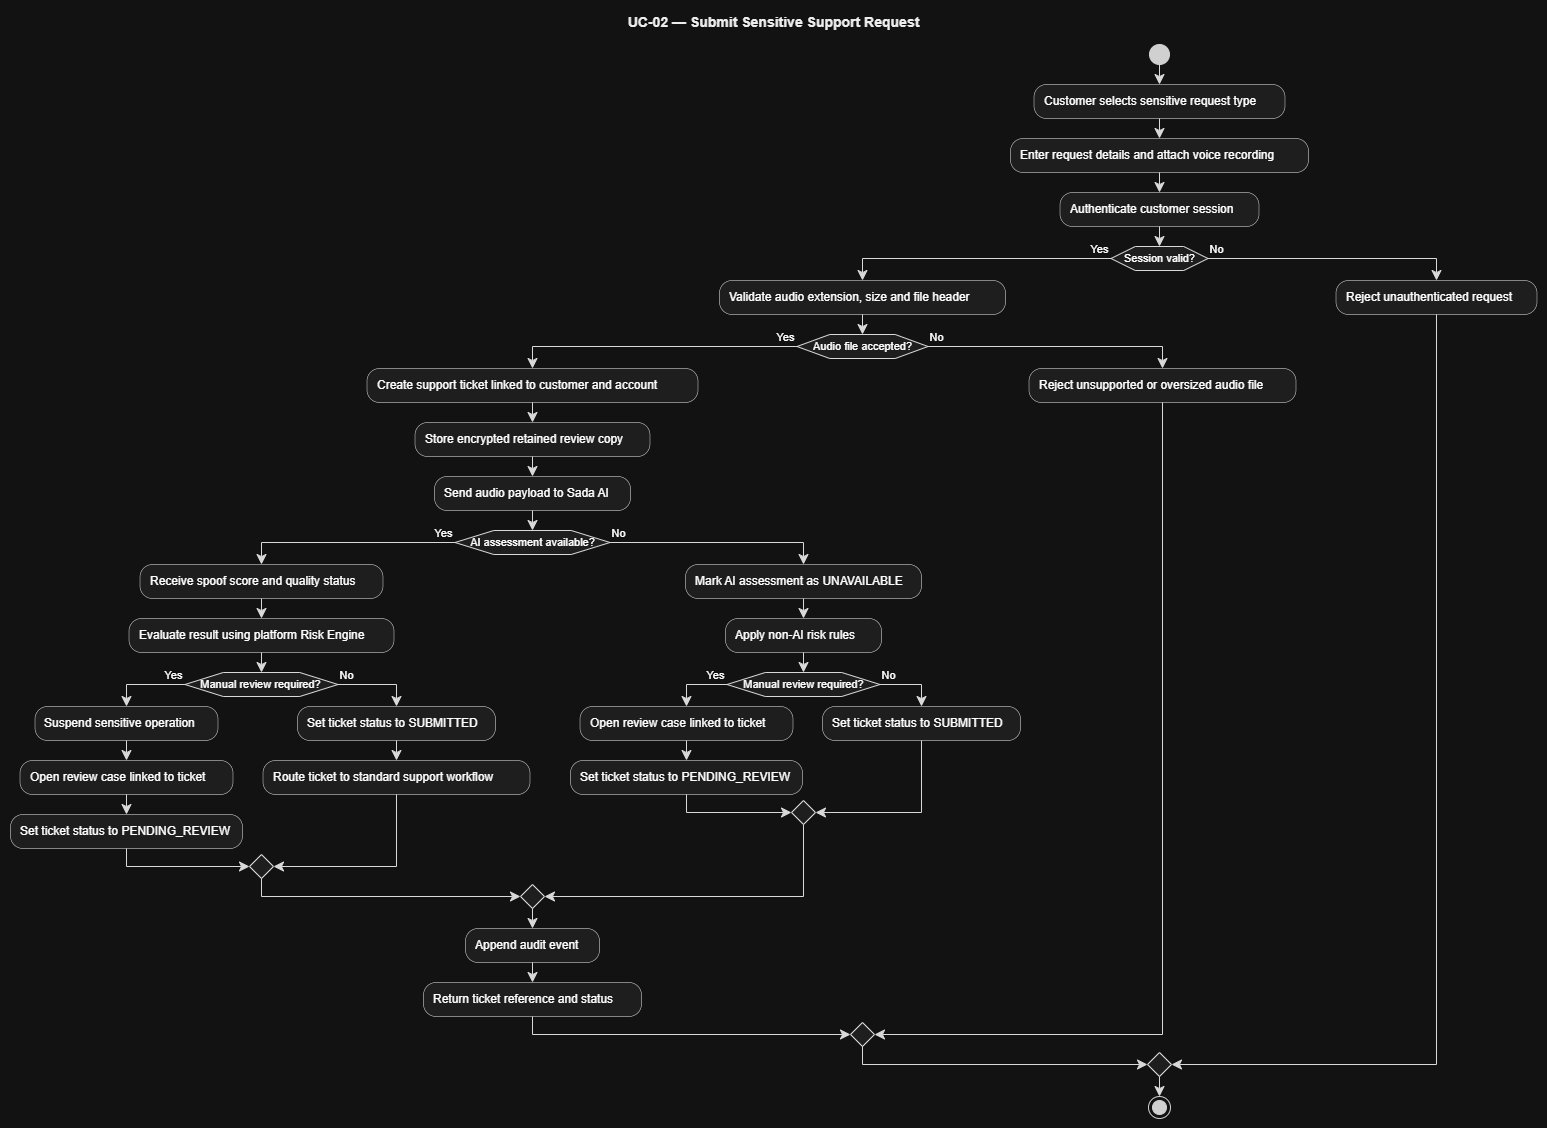 UC-02 — Submit Sensitive Support Request
Customer selects sensitive request type
Enter request details and attach voice recording
Authenticate customer session
Yes
Session valid?
No
Validate audio extension, size and file header
Reject unauthenticated request
Yes
Audio file accepted?
No
Create support ticket linked to customer and account
Reject unsupported or oversized audio file
Store encrypted retained review copy
Send audio payload to Sada AI
Yes
AI assessment available?
No
Receive spoof score and quality status
Mark AI assessment as UNAVAILABLE
Evaluate result using platform Risk Engine
Apply non-AI risk rules
Yes
Manual review required?
No
Yes
Manual review required?
No
Suspend sensitive operation
Set ticket status to SUBMITTED
Open review case linked to ticket
Set ticket status to SUBMITTED
Open review case linked to ticket
Route ticket to standard support workflow
Set ticket status to PENDING_REVIEW
Set ticket status to PENDING_REVIEW
Append audit event
Return ticket reference and status